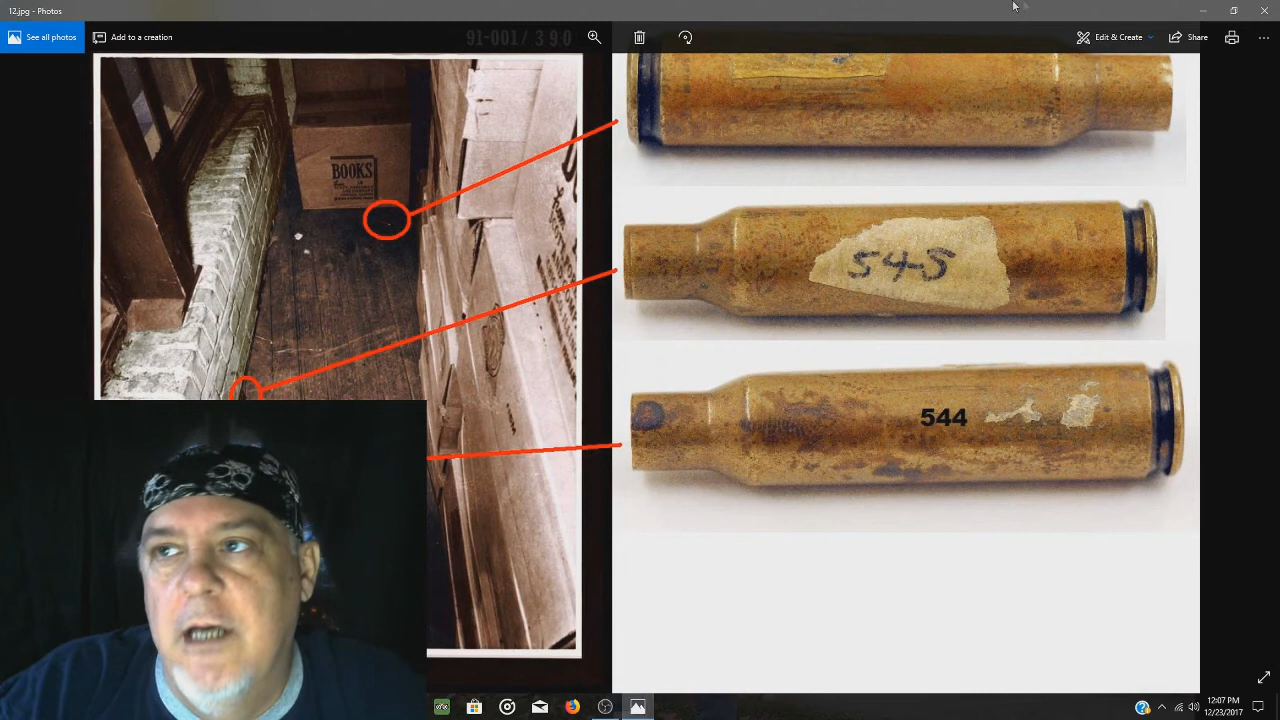 12.jpg - Photos
See all photos
Add to a creation
Edit & Create
Share
91-001/ 390
BOOKS
545
544
12:07 PM
12/23/2017